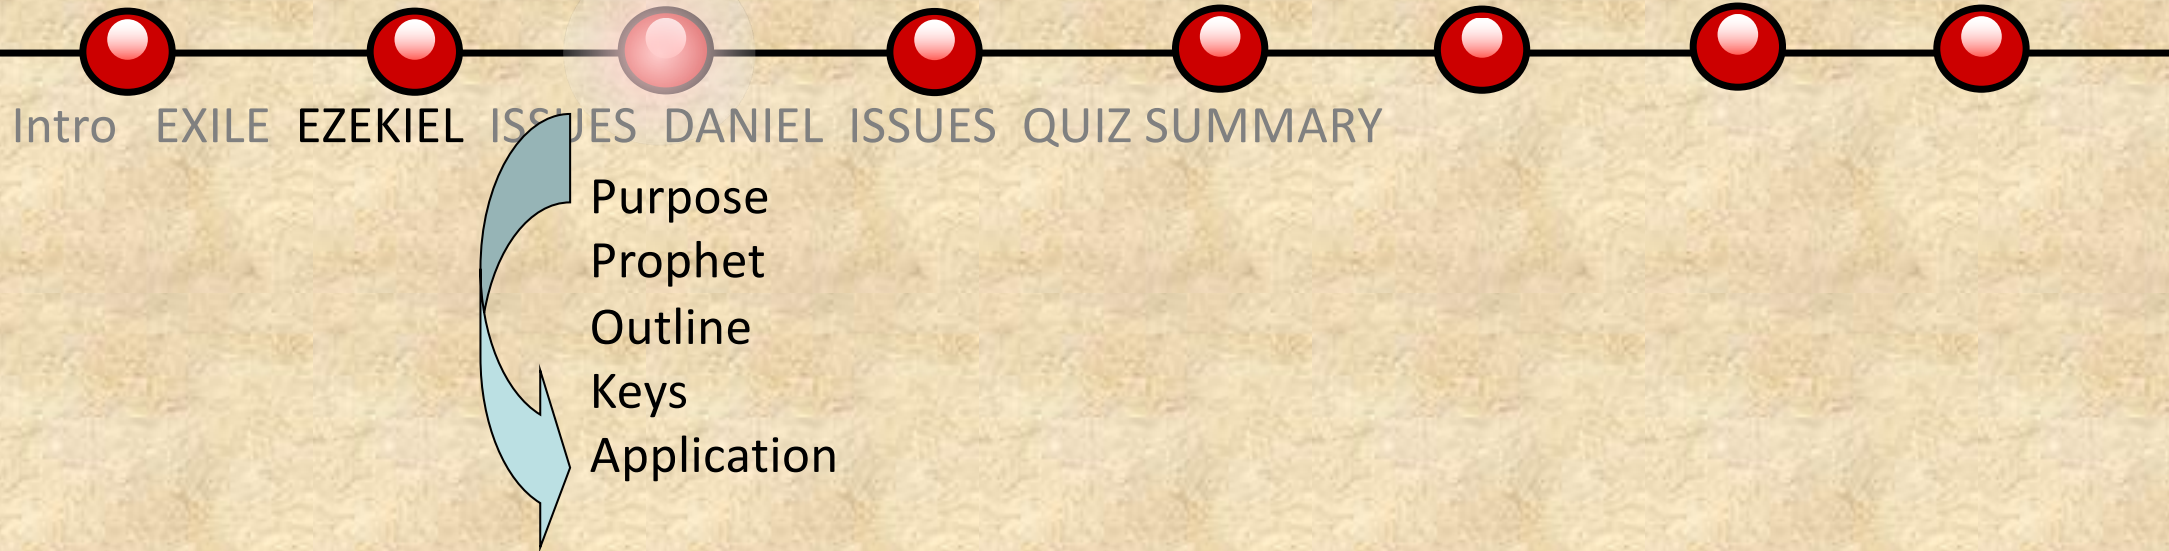 Intro EXILE EZEKIEL ISSUES DANIEL ISSUES QUIZ SUMMARY
Purpose
Prophet
Outline
Keys
Application